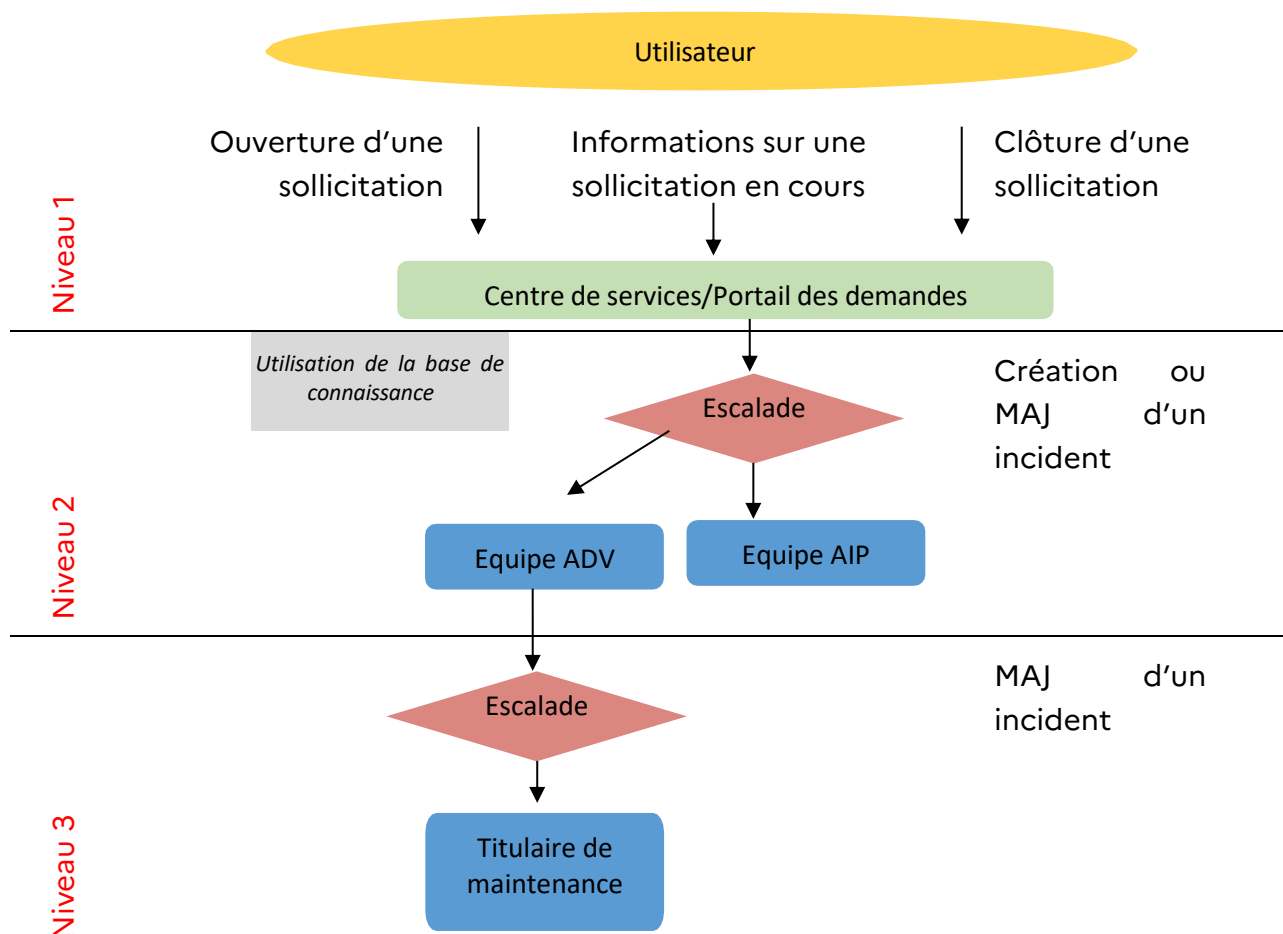 Utilisateur
Ouverture d’une
sollicitation
Informations sur une
sollicitation en cours
Clôture d’une
sollicitation
Niveau 1
Centre de services/Portail des demandes
Utilisation de la base de
connaissance
Escalade
Création ou
MAJ d’un
incident
Niveau 2
Equipe ADV
Equipe AIP
MAJ d’un
incident
Escalade
Niveau 3
Titulaire de
maintenance